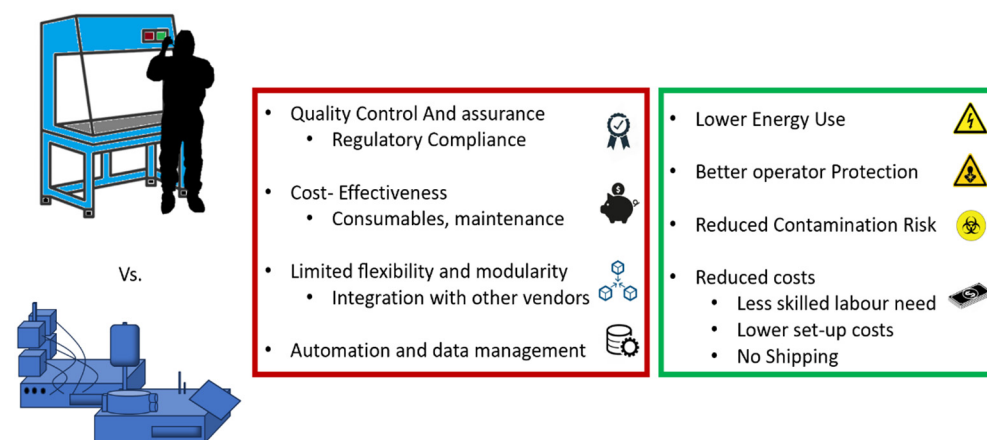 Vs.
Quality Control And assurance
Regulatory Compliance
Cost- Effectiveness
Consumables, maintenance
Limited flexibility and modularity
Integration with other vendors
Automation and data management
Lower Energy Use
Better operator Protection
Reduced Contamination Risk
Reduced costs
Less skilled labour need
Lower set-up costs
No Shipping